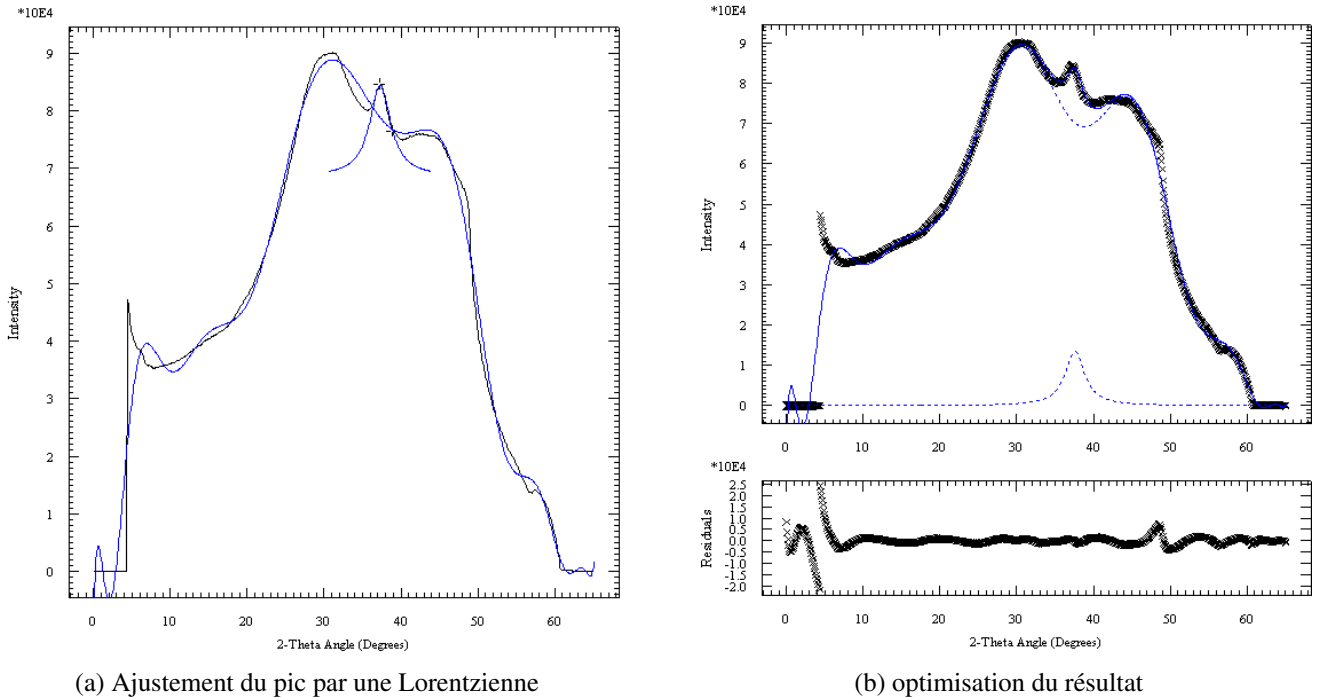 *10E4
9
8
7
6
5
4
3
2
1
0
Intensity
0 10 20 30 40 50 60
2-Theta Angle (Degrees)
(a) Ajustement du pic par une Lorentzienne
*10E4
9
8
7
6
5
4
3
2
1
0
Intensity
0 10 20 30 40 50 60
*10E4
2.5
2.0
1.5
1.0
0.5
0.0
-0.5
-1.0
-1.5
-2.0
Residuals
0 10 20 30 40 50 60
2-Theta Angle (Degrees)
(b) optimisation du résultat